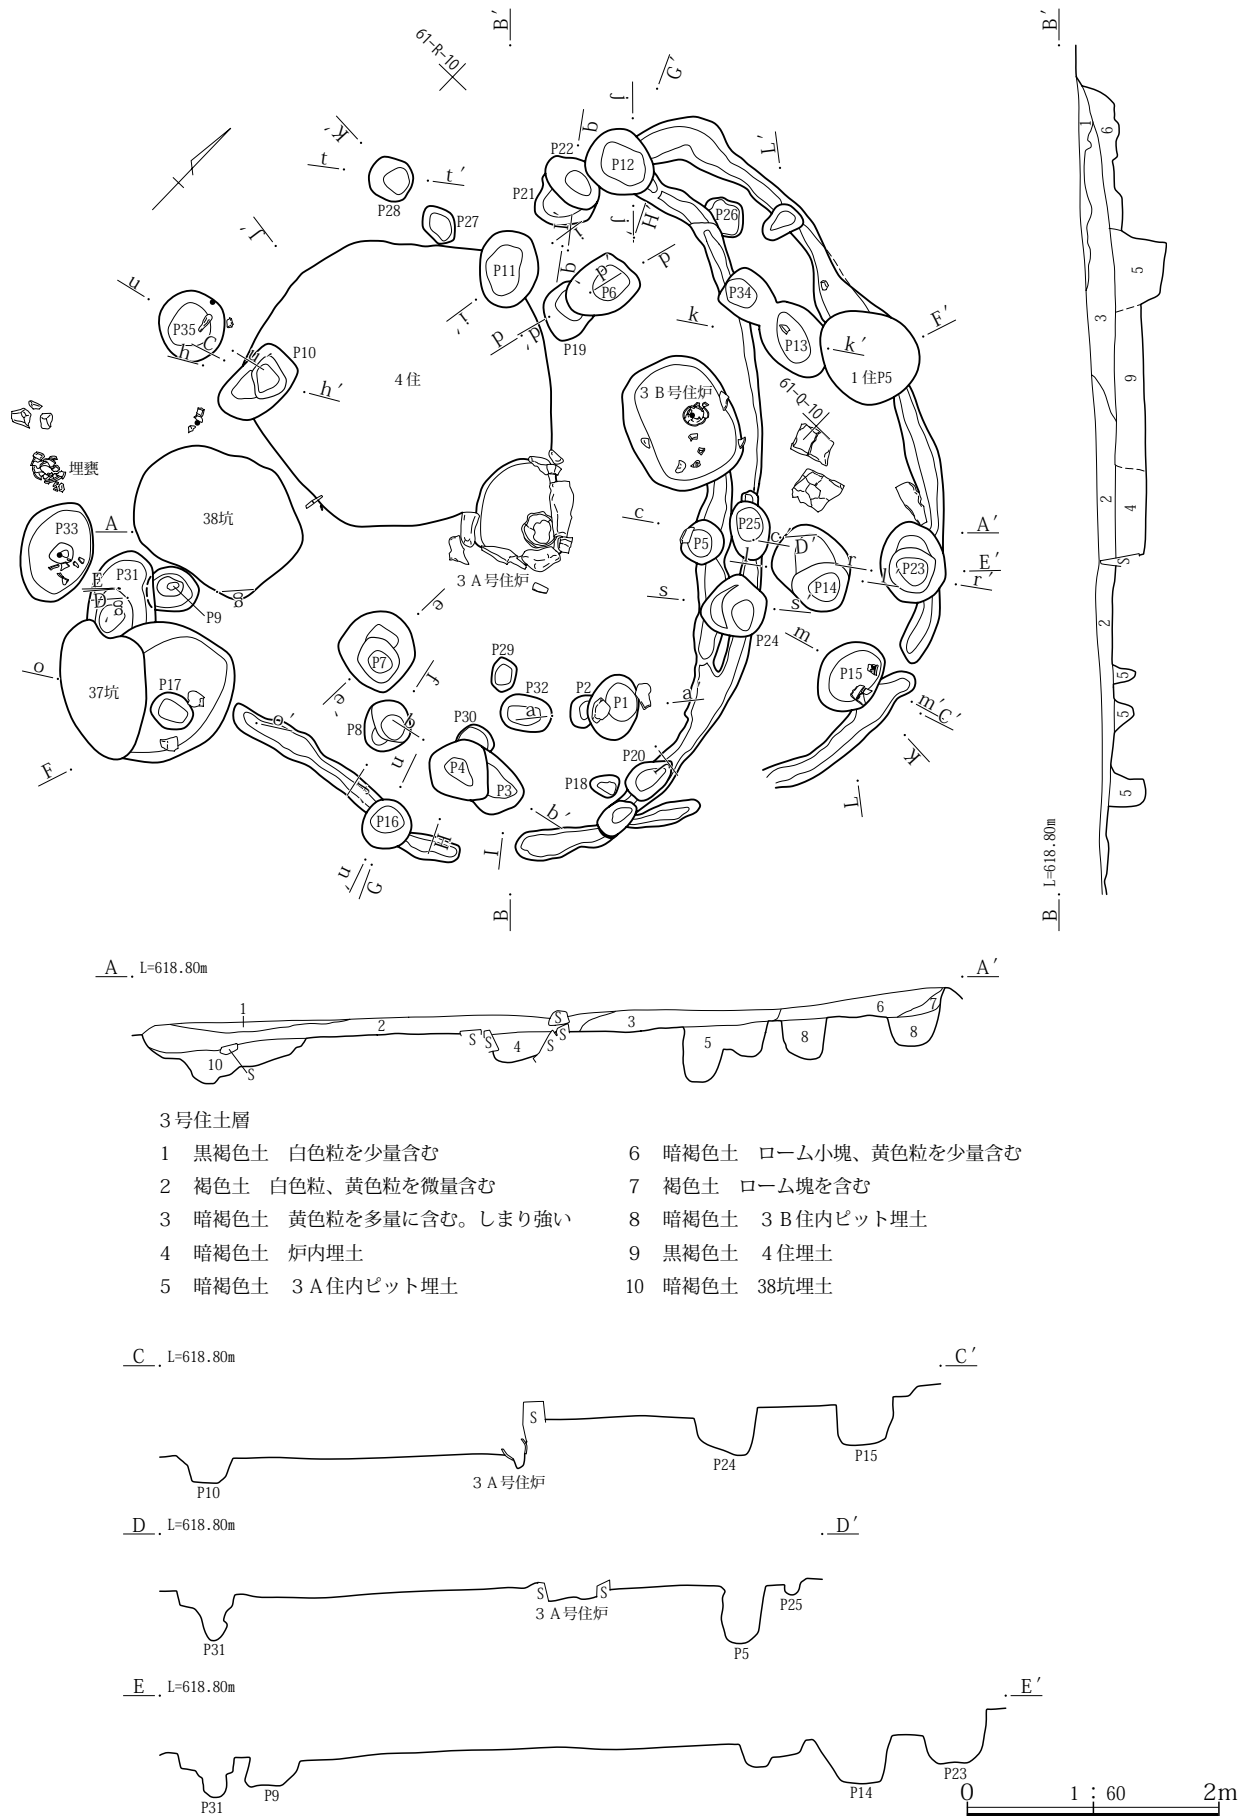 B′
B′
61-R-10
G′
j
q
K′
L′
P22
P12
t
t′
P21
P28
P26
P27
j′
H′
J′
i
P11
q
p′
p
P6
P34
u
i′
k
F′
P35
C
u′
P10
P13
k′
h
h′
p
p′
P19
1住P5
4住
3B号住炉
61-Q-10
埋甕
38坑
P33
A
c
P25
A′
P5
c′
D′
3A号住炉
E
P31
D
g
g′
P9
r
P23
E′
r′
P14
s
s′
P24
e
m
o
P7
P29
f
P15
37坑
P17
P32
P2
P1
a
a′
e′
m′
C′
o′
P8
b
P30
P20
K
F
n
P4
P3
P18
P16
b′
L
H
I
n′
G
B
1
6
5
3
9
2
4
S
2
5
5
5
B
L=618.80m
A
L=618.80m
A′
1
2
S
3
6
7
S
S
4
S
S
5
8
8
10
S
3号住土層
1 黒褐色土 白色粒を少量含む
2 褐色土 白色粒、黄色粒を微量含む
3 暗褐色土 黄色粒を多量に含む。しまり強い
4 暗褐色土 炉内埋土
5 暗褐色土 3A住内ピット埋土
6 暗褐色土 ローム小塊、黄色粒を少量含む
7 褐色土 ローム塊を含む
8 暗褐色土 3B住内ピット埋土
9 黒褐色土 4住埋土
10 暗褐色土 38坑埋土
C
L=618.80m
C′
S
P10
3A号住炉
P24
P15
D
L=618.80m
D′
S
S
P31
3A号住炉
P5
P25
E
L=618.80m
E′
P31
P9
P14
P23
0
1:60
2m